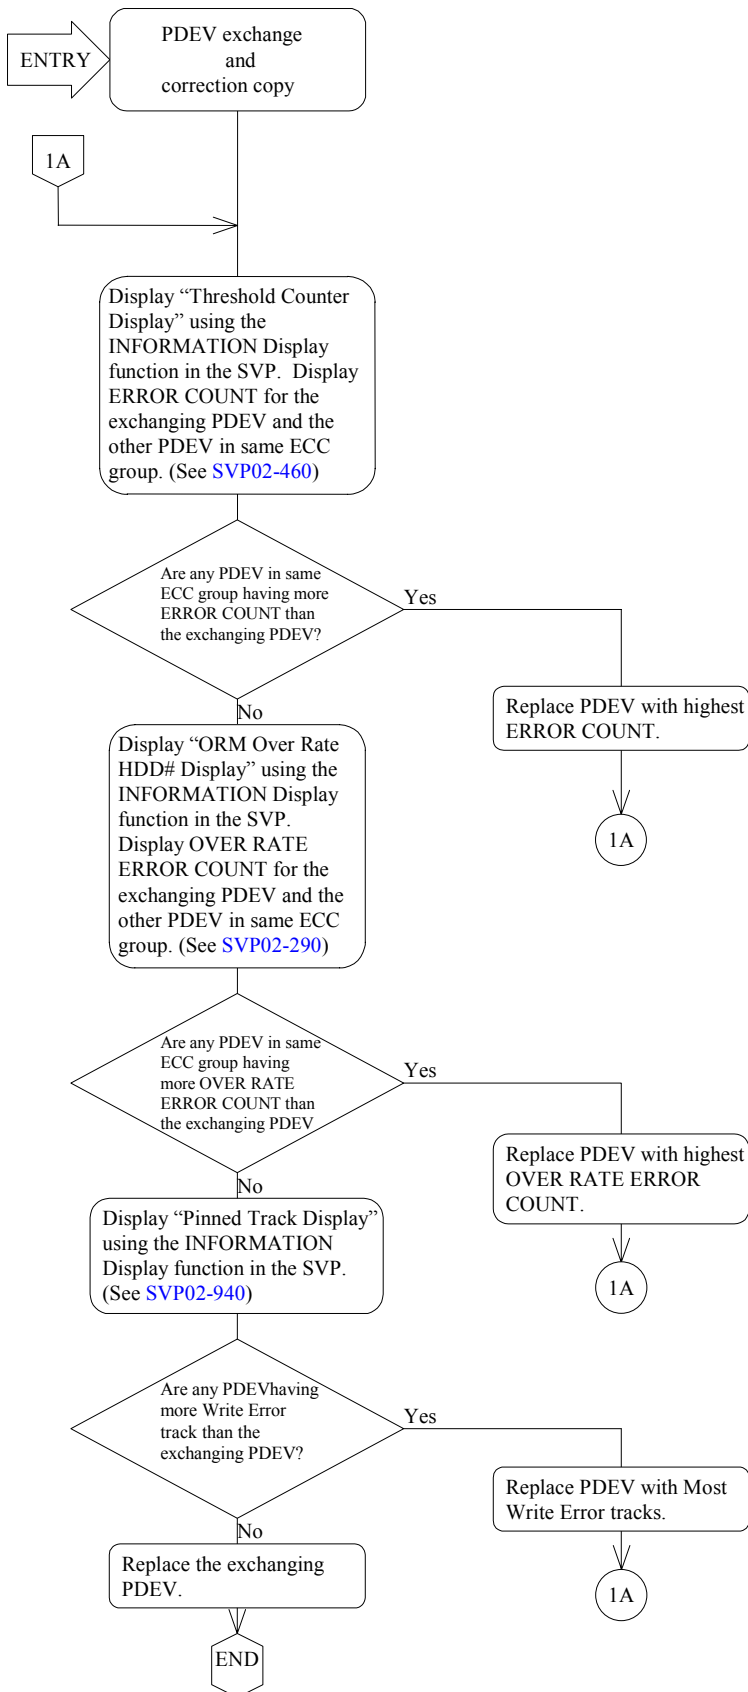 PDEV exchange
and
correction copy
ENTRY
1A
Display “Threshold Counter
Display” using the
INFORMATION Display
function in the SVP.  Display
ERROR COUNT for the
exchanging PDEV and the
other PDEV in same ECC
group. (See SVP02-460)
Are any PDEV in same
ECC group having more
ERROR COUNT than
the exchanging PDEV?
Yes
Replace PDEV with highest
ERROR COUNT.
1A
No
Display “ORM Over Rate
HDD# Display” using the
INFORMATION Display
function in the SVP.
Display OVER RATE
ERROR COUNT for the
exchanging PDEV and the
other PDEV in same ECC
group. (See SVP02-290)
Are any PDEV in same
ECC group having
more OVER RATE
ERROR COUNT than
the exchanging PDEV
Yes
Replace PDEV with highest
OVER RATE ERROR
COUNT.
1A
No
Display “Pinned Track Display”
using the INFORMATION
Display function in the SVP.
(See SVP02-940)
Are any PDEVhaving
more Write Error
track than the
exchanging PDEV?
Yes
Replace PDEV with Most
Write Error tracks.
1A
No
Replace the exchanging
PDEV.
END